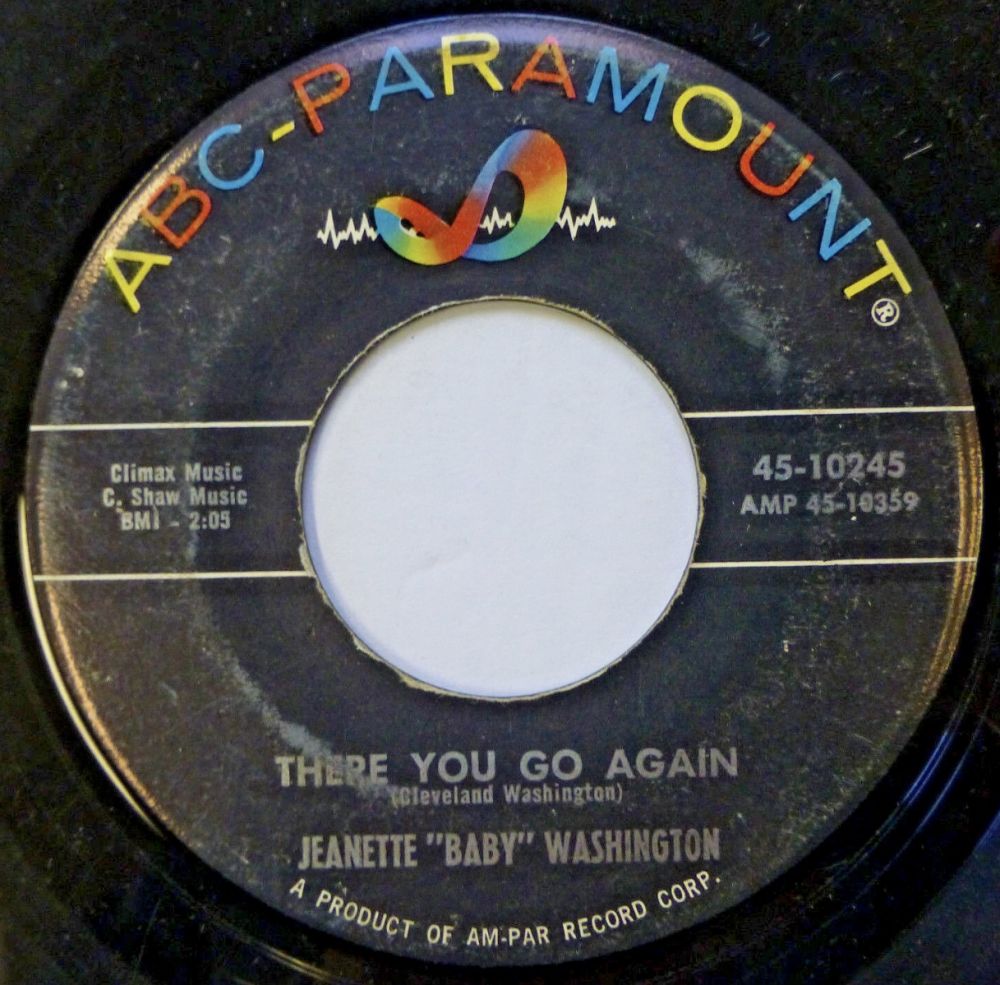 ABC-PARAMOUNT®
Climax Music
C. Shaw Music
BMI - 2:05
45-10245
AMP 45-10359
THERE YOU GO AGAIN
(Cleveland Washington)
JEANETTE "BABY" WASHINGTON
A PRODUCT OF AM-PAR RECORD CORP.